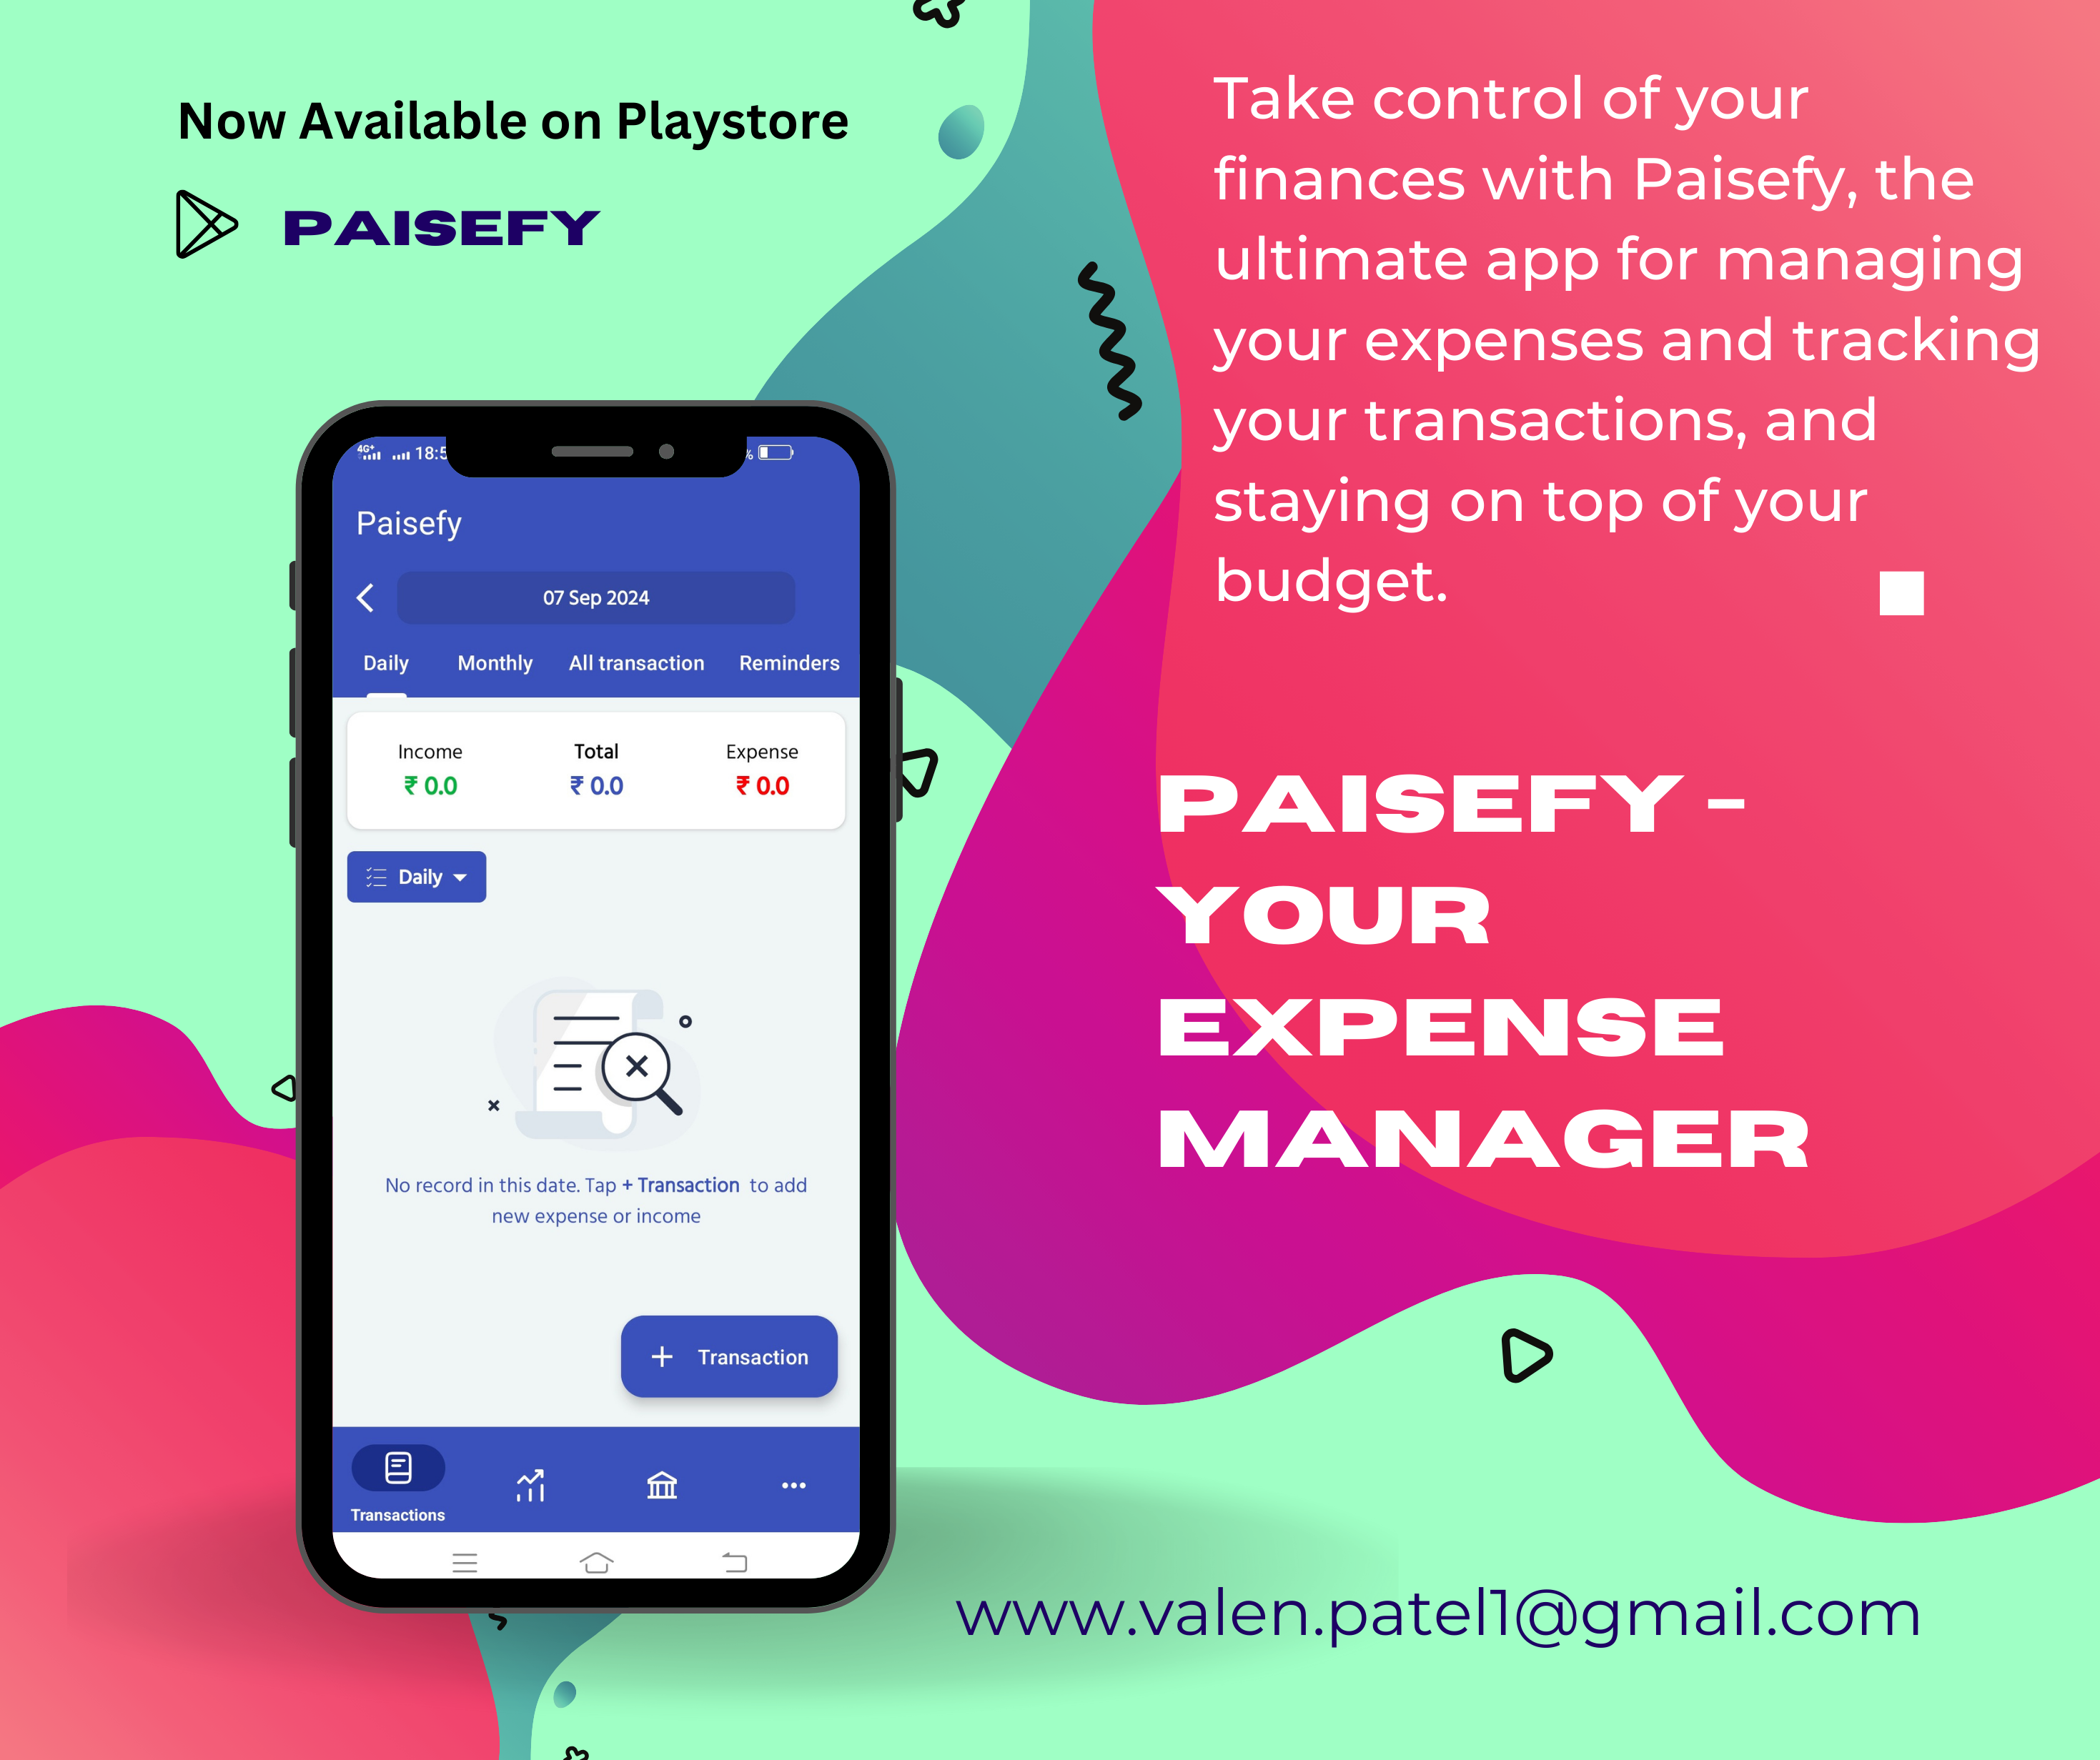 Now Available on Playstore
PAISEFY
Take control of your
finances with Paisefy, the
ultimate app for managing
your expenses and tracking
your transactions, and
staying on top of your
budget.
PAISEFY -
YOUR
EXPENSE
MANAGER
4G+ 18:5 %
Paisefy
07 Sep 2024
Daily Monthly All transaction Reminders
Income Total Expense
₹ 0.0 ₹ 0.0 ₹ 0.0
Daily
No record in this date. Tap + Transaction to add
new expense or income
+ Transaction
Transactions
www.valen.patel1@gmail.com